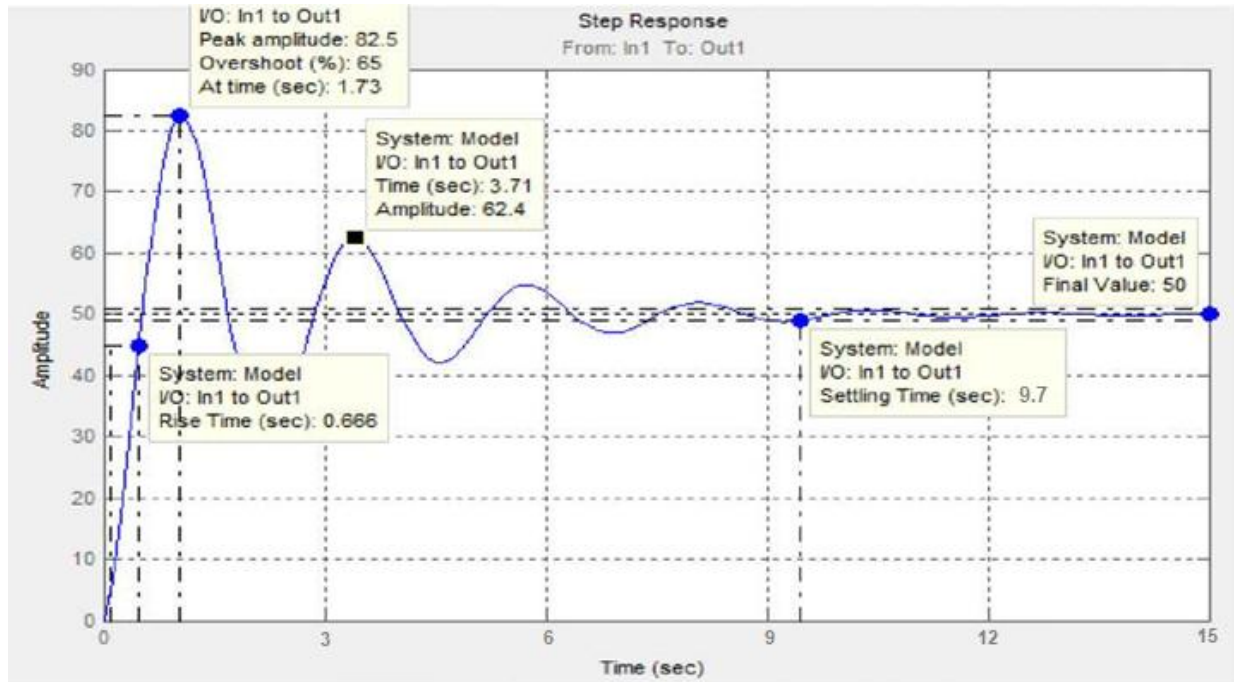 I/O: In1 to Out1
Peak amplitude: 82.5
Overshoot (%): 65
At time (sec): 1.73
Step Response
From: In1 To: Out1
System: Model
I/O: In1 to Out1
Time (sec): 3.71
Amplitude: 62.4
System: Model
I/O: In1 to Out1
Final Value: 50
System: Model
I/O: In1 to Out1
Rise Time (sec): 0.666
System: Model
I/O: In1 to Out1
Settling Time (sec): 9.7
Amplitude
90
80
70
60
50
40
30
20
10
0
0 3 6 9 12 15
Time (sec)